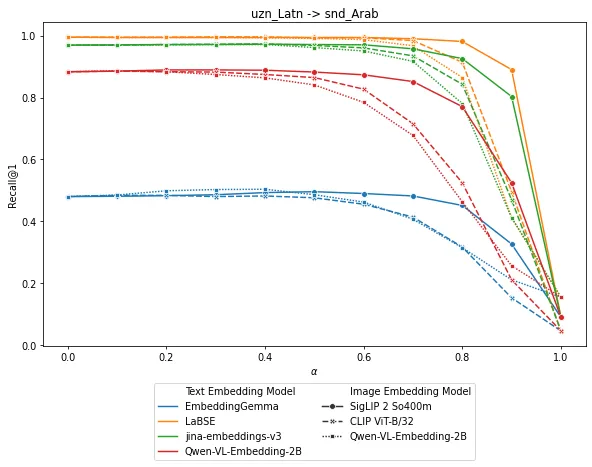 uzn_Latn -> snd_Arab
1.0
0.8
0.6
0.4
0.2
0.0
Recall@1
0.0 0.2 0.4 0.6 0.8 1.0
α
Text Embedding Model
EmbeddingGemma
LaBSE
jina-embeddings-v3
Qwen-VL-Embedding-2B
Image Embedding Model
SigLIP 2 So400m
CLIP ViT-B/32
Qwen-VL-Embedding-2B